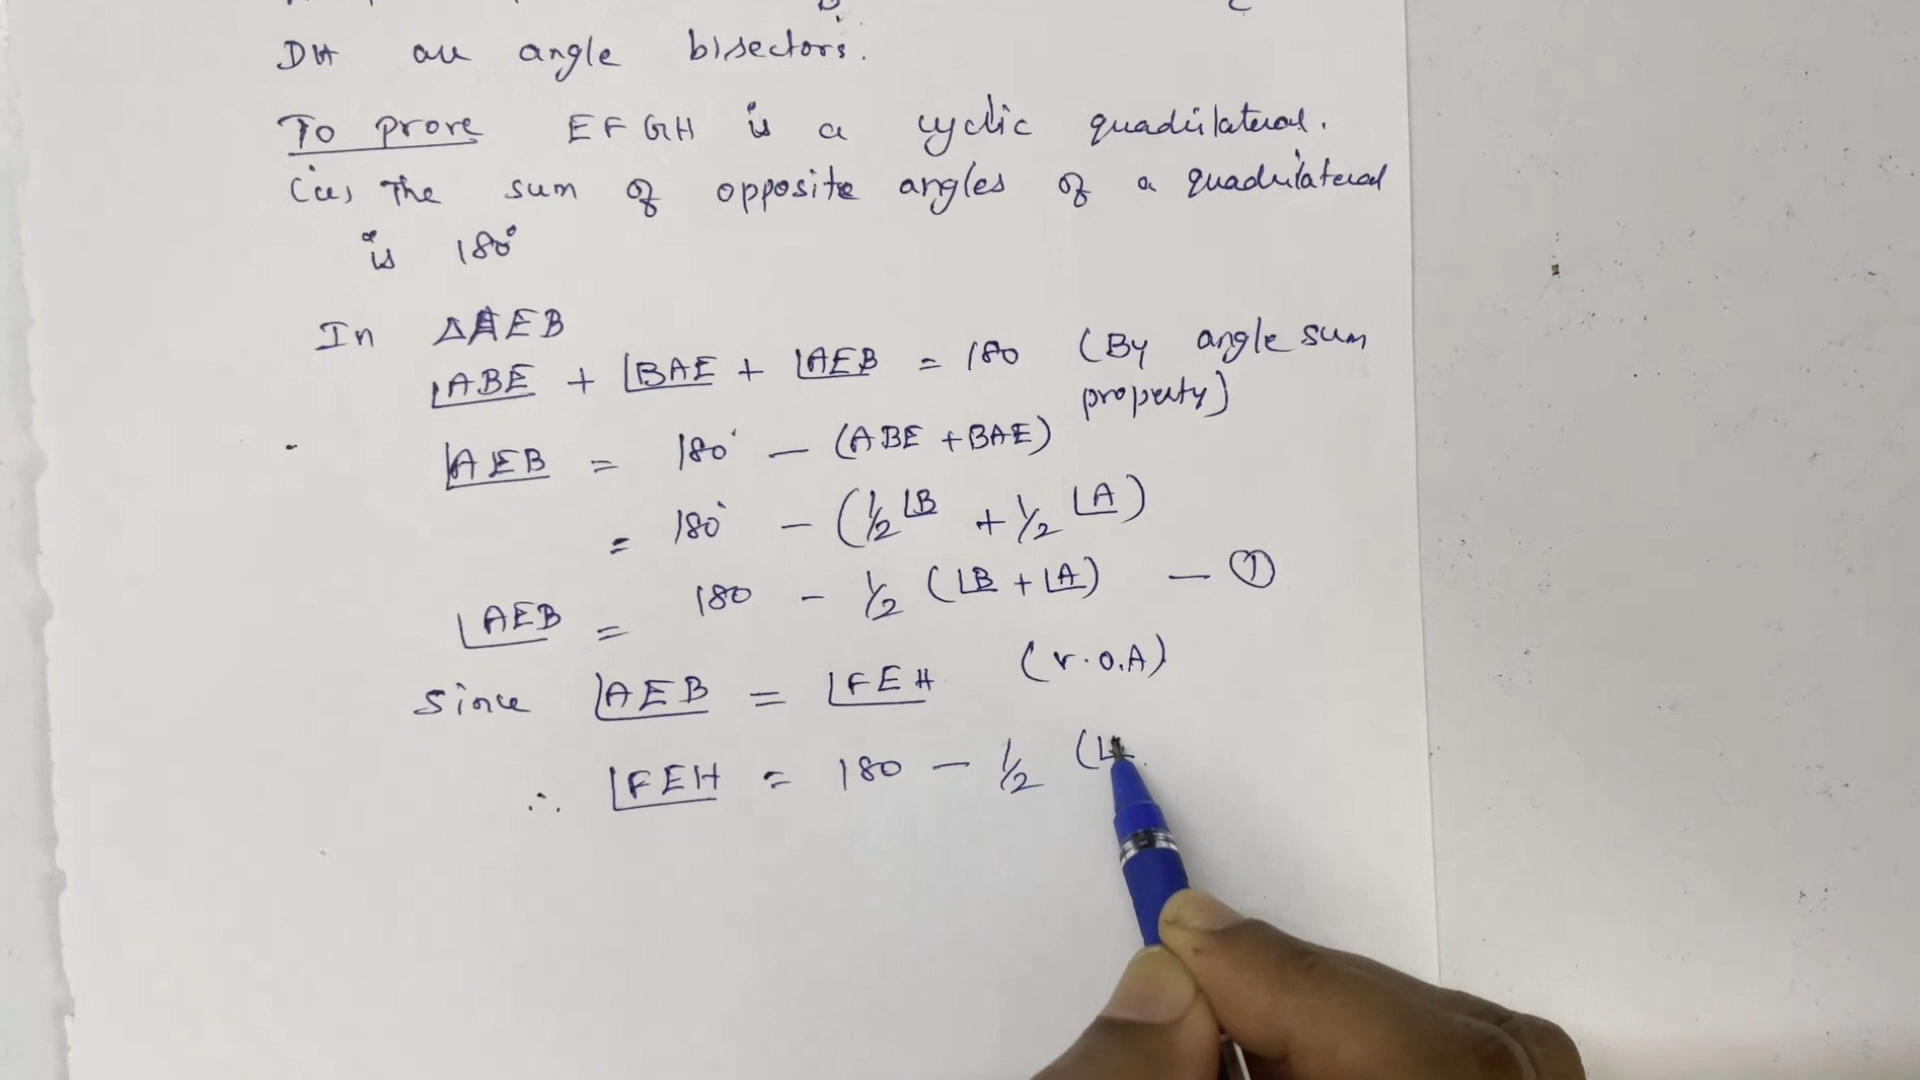 DH are angle bisectors.
To prove EFGH is a cyclic quadrilateral.
(ie) The sum of opposite angles of a quadrilateral
is 180°
In ΔAEB
∠ABE + ∠BAE + ∠AEB = 180 (By angle sum
property)
∠AEB = 180° - (ABE + BAE)
= 180° - (1/2 ∠B + 1/2 ∠A)
∠AEB = 180 - 1/2 (∠B + ∠A) - ①
Since ∠AEB = ∠FEH (V.O.A)
∴ ∠FEH = 180 - 1/2 (∠